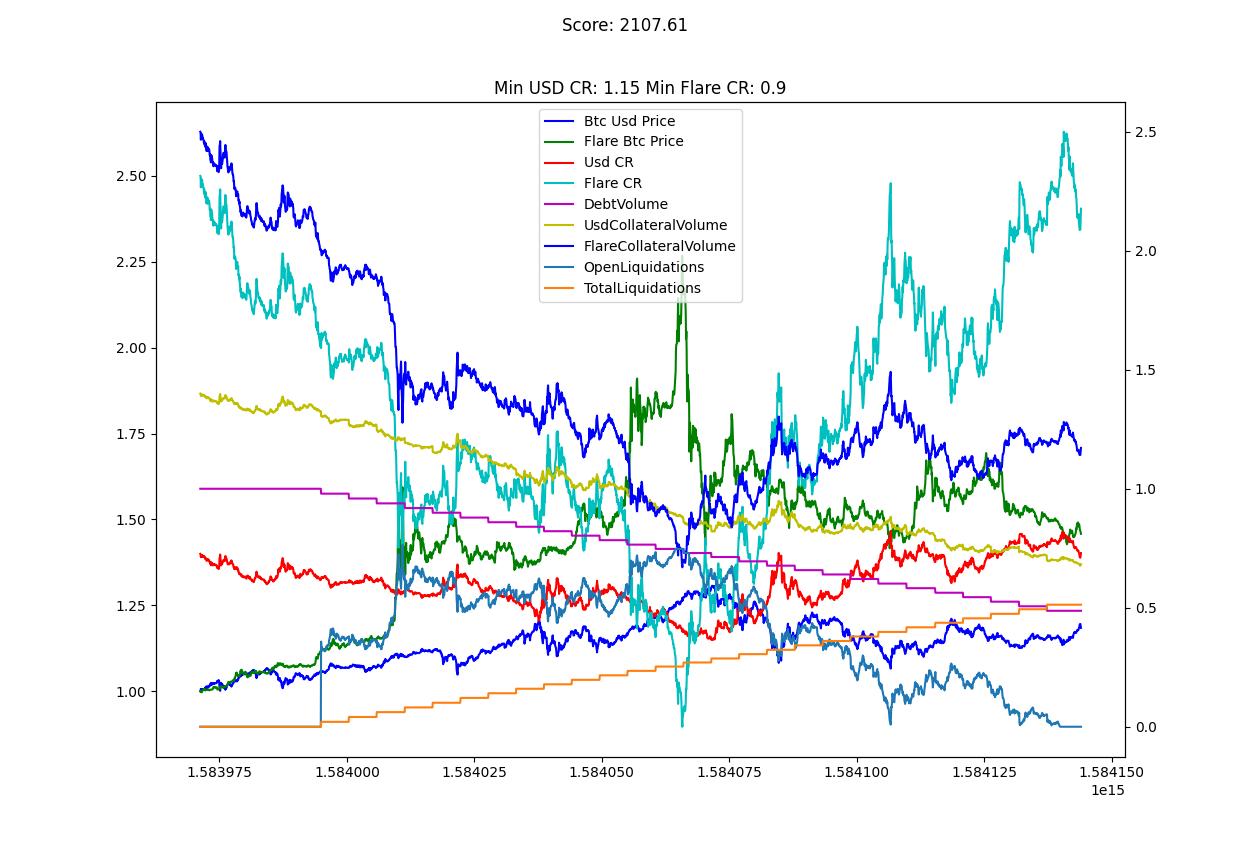 Score: 2107.61
Min USD CR: 1.15 Min Flare CR: 0.9
Btc Usd Price
Flare Btc Price
Usd CR
Flare CR
DebtVolume
UsdCollateralVolume
FlareCollateralVolume
OpenLiquidations
TotalLiquidations
2.50
2.25
2.00
1.75
1.50
1.25
1.00
2.5
2.0
1.5
1.0
0.5
0.0
1.583975 1.584000 1.584025 1.584050 1.584075 1.584100 1.584125 1.584150
1e15